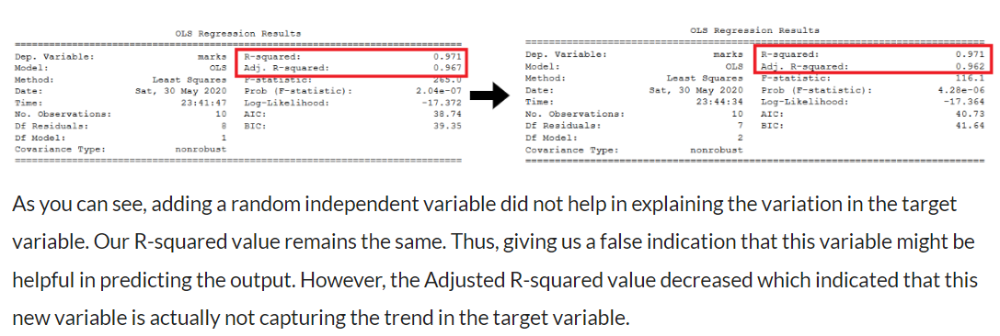 OLS Regression Results
Dep. Variable: marks R-squared: 0.971
Model: OLS Adj. R-squared: 0.967
Method: Least Squares F-statistic: 265.0
Date: Sat, 30 May 2020 Prob (F-statistic): 2.04e-07
Time: 23:41:47 Log-Likelihood: -17.372
No. Observations: 10 AIC: 38.74
Df Residuals: 8 BIC: 39.35
Df Model: 1
Covariance Type: nonrobust
OLS Regression Results
Dep. Variable: marks R-squared: 0.971
Model: OLS Adj. R-squared: 0.962
Method: Least Squares F-statistic: 116.1
Date: Sat, 30 May 2020 Prob (F-statistic): 4.28e-06
Time: 23:44:34 Log-Likelihood: -17.364
No. Observations: 10 AIC: 40.73
Df Residuals: 7 BIC: 41.64
Df Model: 2
Covariance Type: nonrobust
As you can see, adding a random independent variable did not help in explaining the variation in the target
variable. Our R-squared value remains the same. Thus, giving us a false indication that this variable might be
helpful in predicting the output. However, the Adjusted R-squared value decreased which indicated that this
new variable is actually not capturing the trend in the target variable.